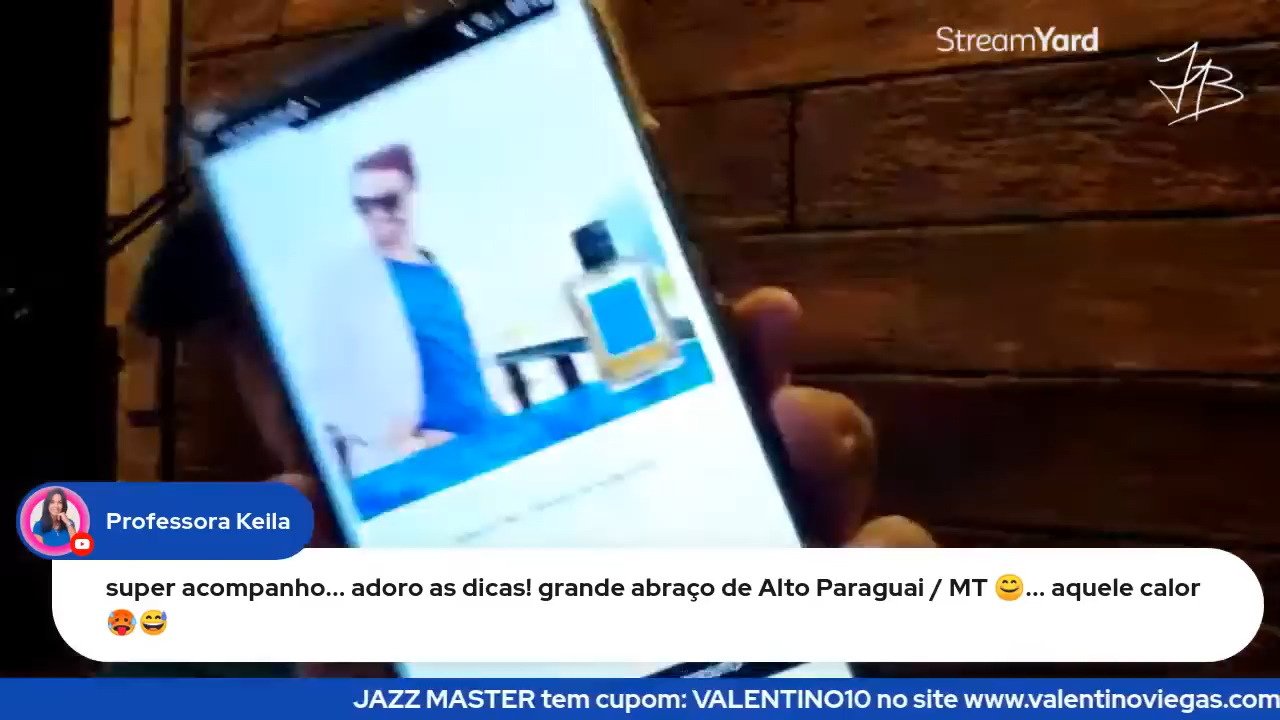 StreamYard
JB
Professora Keila
super acompanho... adoro as dicas! grande abraço de Alto Paraguai / MT 😊... aquele calor
🥵😅
JAZZ MASTER tem cupom: VALENTINO10 no site www.valentinoviegas.com